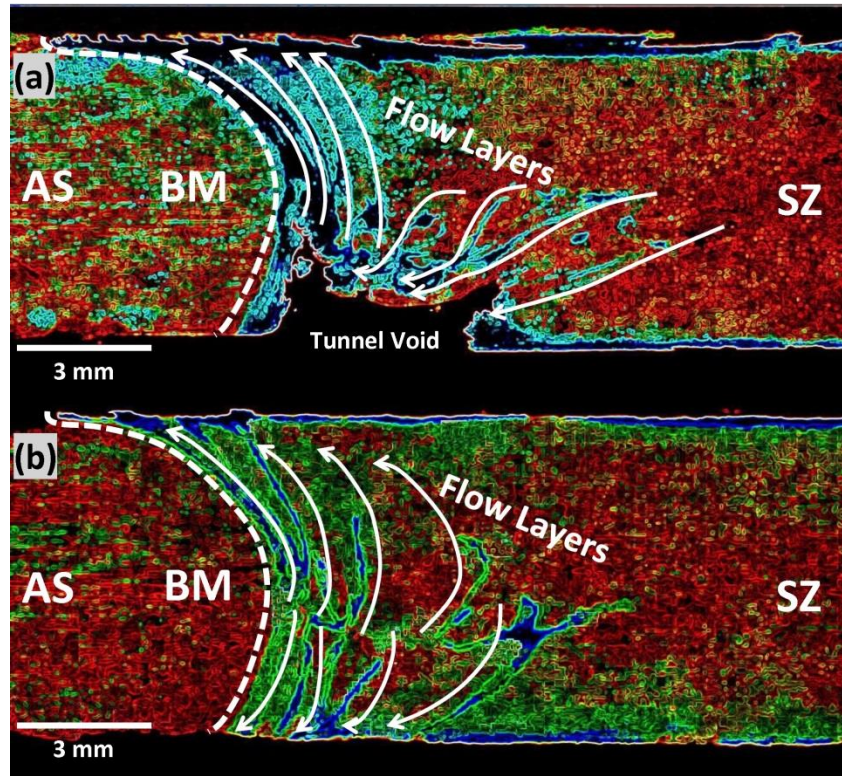 (a)
AS
BM
Flow Layers
SZ
Tunnel Void
3 mm
(b)
AS
BM
Flow Layers
SZ
3 mm